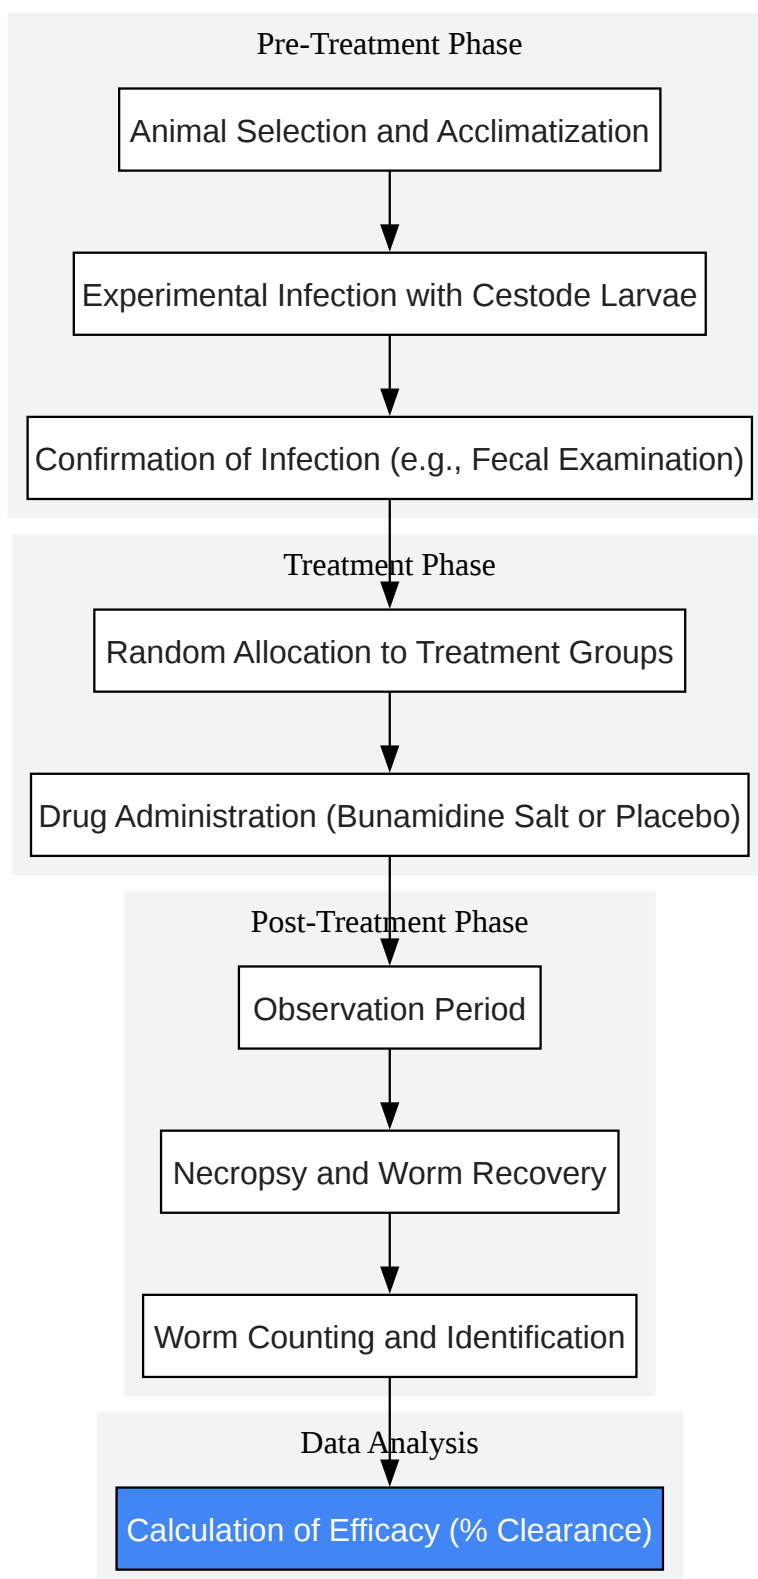 Pre-Treatment Phase
Animal Selection and Acclimatization
Experimental Infection with Cestode Larvae
Confirmation of Infection (e.g., Fecal Examination)
Treatment Phase
Random Allocation to Treatment Groups
Drug Administration (Bunamidine Salt or Placebo)
Post-Treatment Phase
Observation Period
Necropsy and Worm Recovery
Worm Counting and Identification
Data Analysis
Calculation of Efficacy (% Clearance)